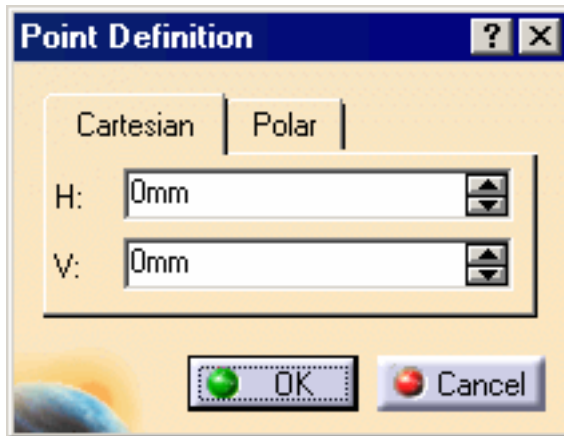 Point Definition ? X
Cartesian Polar
H: 0mm
V: 0mm
OK Cancel